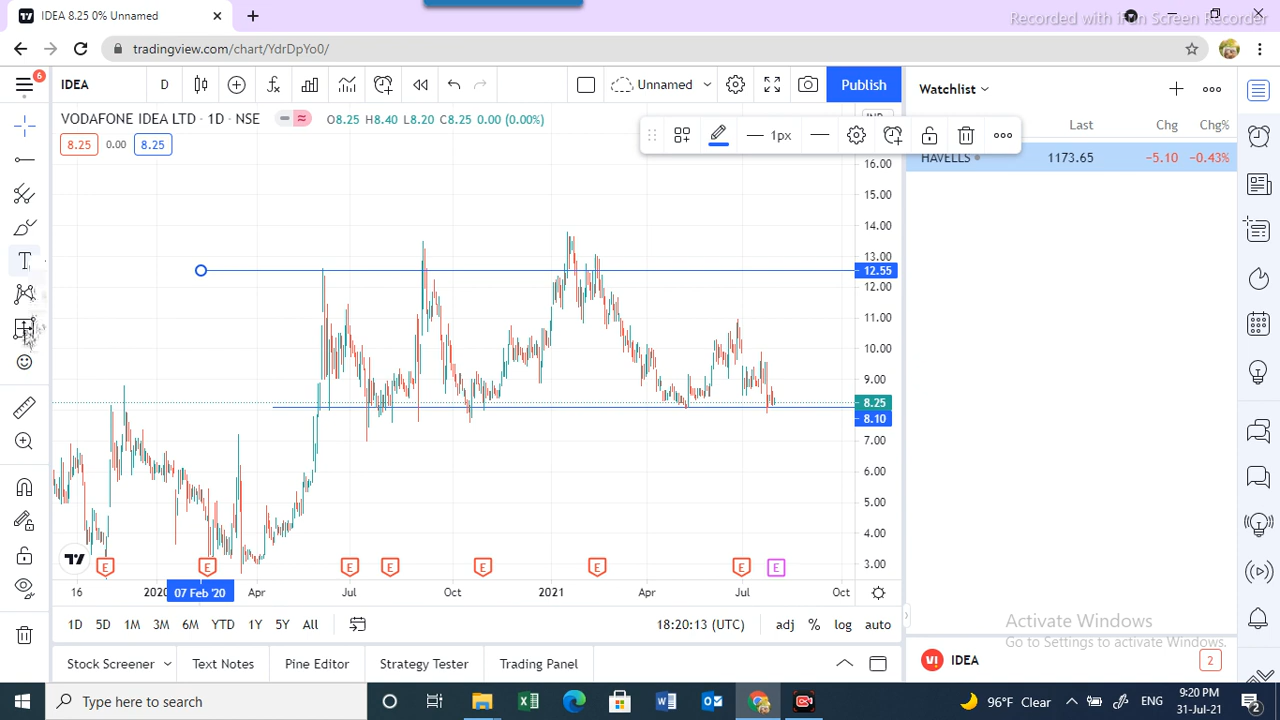 IDEA 8.25 0% Unnamed
Recorded with iFun Screen Recorder
tradingview.com/chart/YdrDpYo0/
6
IDEA
D
Unnamed
Publish
Watchlist
VODAFONE IDEA LTD · 1D · NSE
O8.25 H8.40 L8.20 C8.25 0.00 (0.00%)
8.25
0.00
8.25
1px
Last
Chg
Chg%
HAVELLS
1173.65
−5.10
−0.43%
16.00
15.00
14.00
13.00
12.55
12.00
11.00
10.00
9.00
8.25
8.10
7.00
6.00
5.00
4.00
3.00
E E E E E E E E
16
2020
07 Feb '20
Apr
Jul
Oct
2021
Apr
Jul
Oct
1D 5D 1M 3M 6M YTD 1Y 5Y All
18:20:13 (UTC)
adj % log auto
Activate Windows
Go to Settings to activate Windows.
Stock Screener
Text Notes
Pine Editor
Strategy Tester
Trading Panel
IDEA
2
Type here to search
96°F Clear
ENG
9:20 PM
31-Jul-21
2